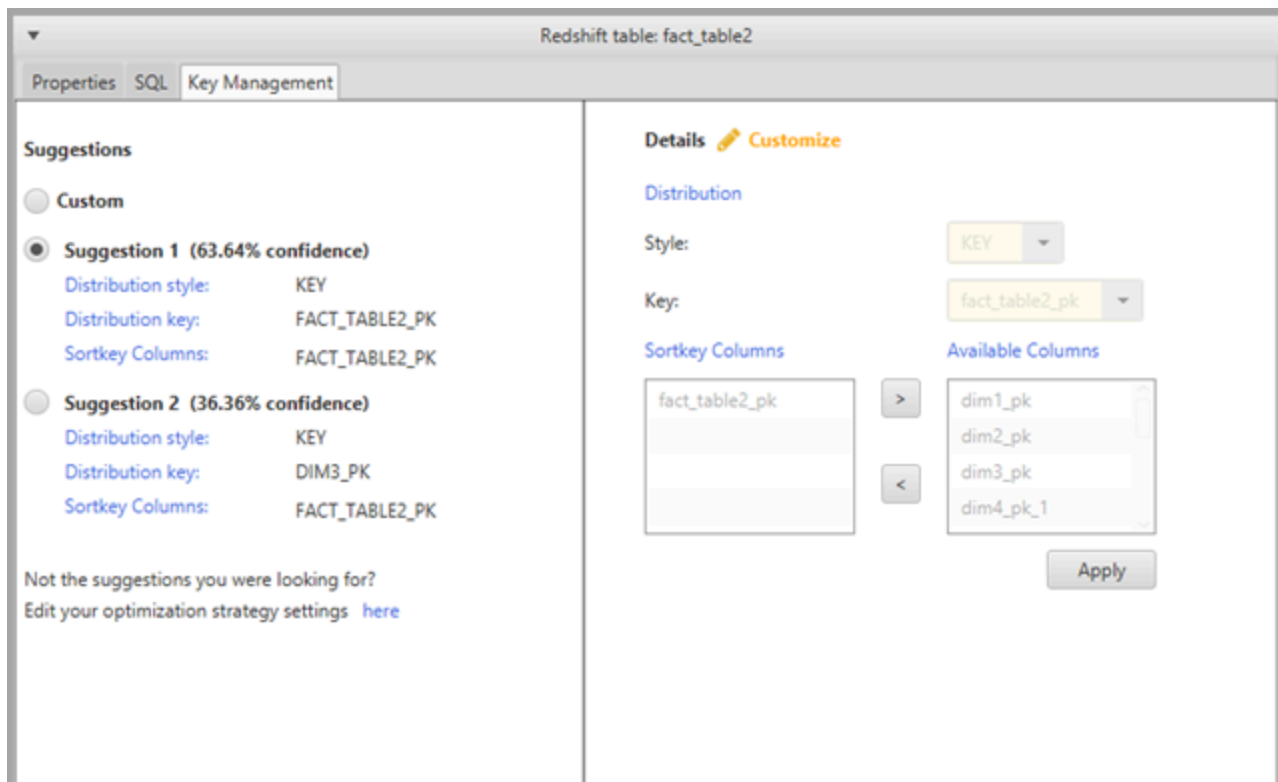 Redshift table: fact_table2
Properties SQL Key Management
Suggestions
Custom
Suggestion 1 (63.64% confidence)
Distribution style: KEY
Distribution key: FACT_TABLE2_PK
Sortkey Columns: FACT_TABLE2_PK
Suggestion 2 (36.36% confidence)
Distribution style: KEY
Distribution key: DIM3_PK
Sortkey Columns: FACT_TABLE2_PK
Not the suggestions you were looking for?
Edit your optimization strategy settings here
Details Customize
Distribution
Style: KEY
Key: fact_table2_pk
Sortkey Columns Available Columns
fact_table2_pk > dim1_pk
dim2_pk
dim3_pk
< dim4_pk_1
Apply